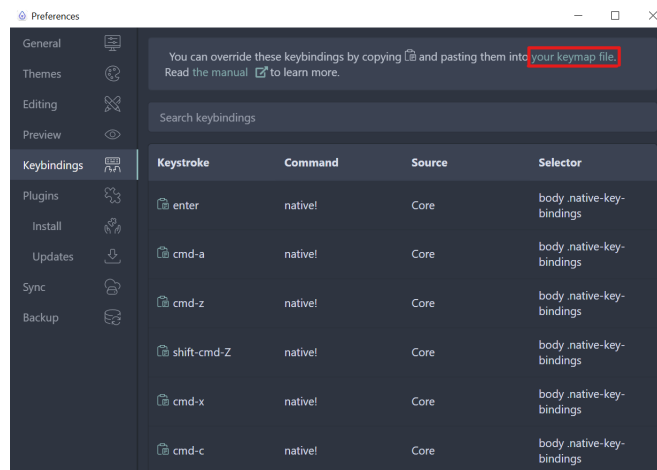 Preferences
General
Themes
Editing
Preview
Keybindings
Plugins
Install
Updates
Sync
Backup
You can override these keybindings by copying and pasting them into your keymap file.
Read the manual to learn more.
Search keybindings
Keystroke Command Source Selector
enter native! Core body .native-key-
bindings
cmd-a native! Core body .native-key-
bindings
cmd-z native! Core body .native-key-
bindings
shift-cmd-Z native! Core body .native-key-
bindings
cmd-x native! Core body .native-key-
bindings
cmd-c native! Core body .native-key-
bindings